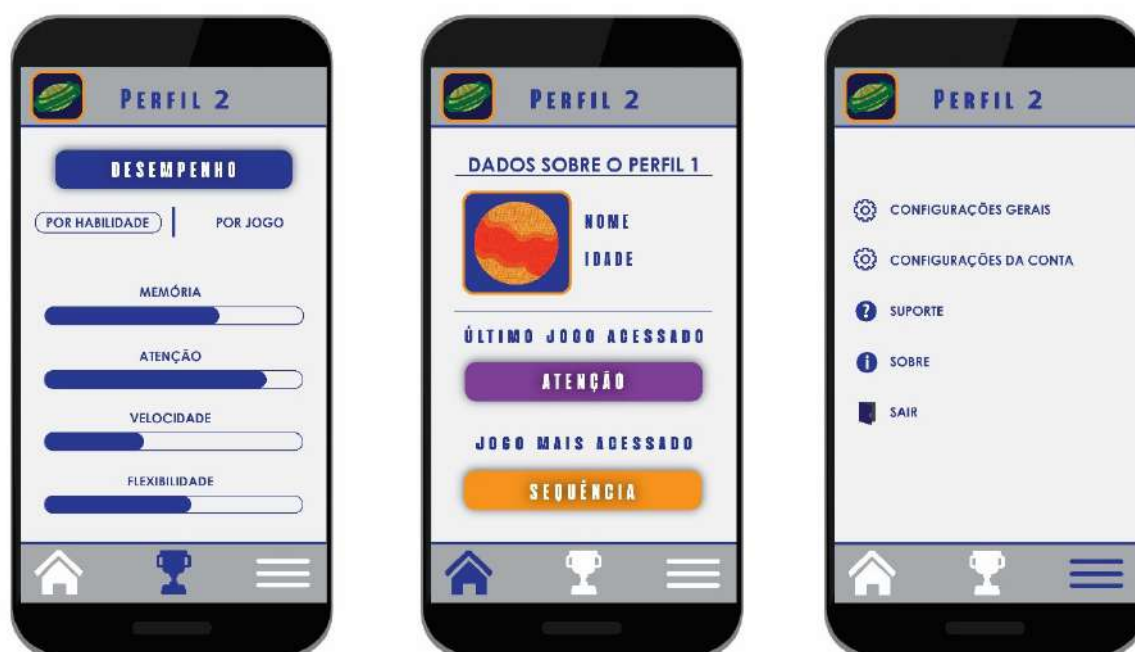 PERFIL 2
DESEMPENHO
POR HABILIDADE
POR JOGO
MEMÓRIA
ATENÇÃO
VELOCIDADE
FLEXIBILIDADE
PERFIL 2
DADOS SOBRE O PERFIL 1
NOME
IDADE
ÚLTIMO JOGO ACESSADO
ATENÇÃO
JOGO MAIS ACESSADO
SEQUÊNCIA
PERFIL 2
CONFIGURAÇÕES GERAIS
CONFIGURAÇÕES DA CONTA
? SUPORTE
i SOBRE
SAIR